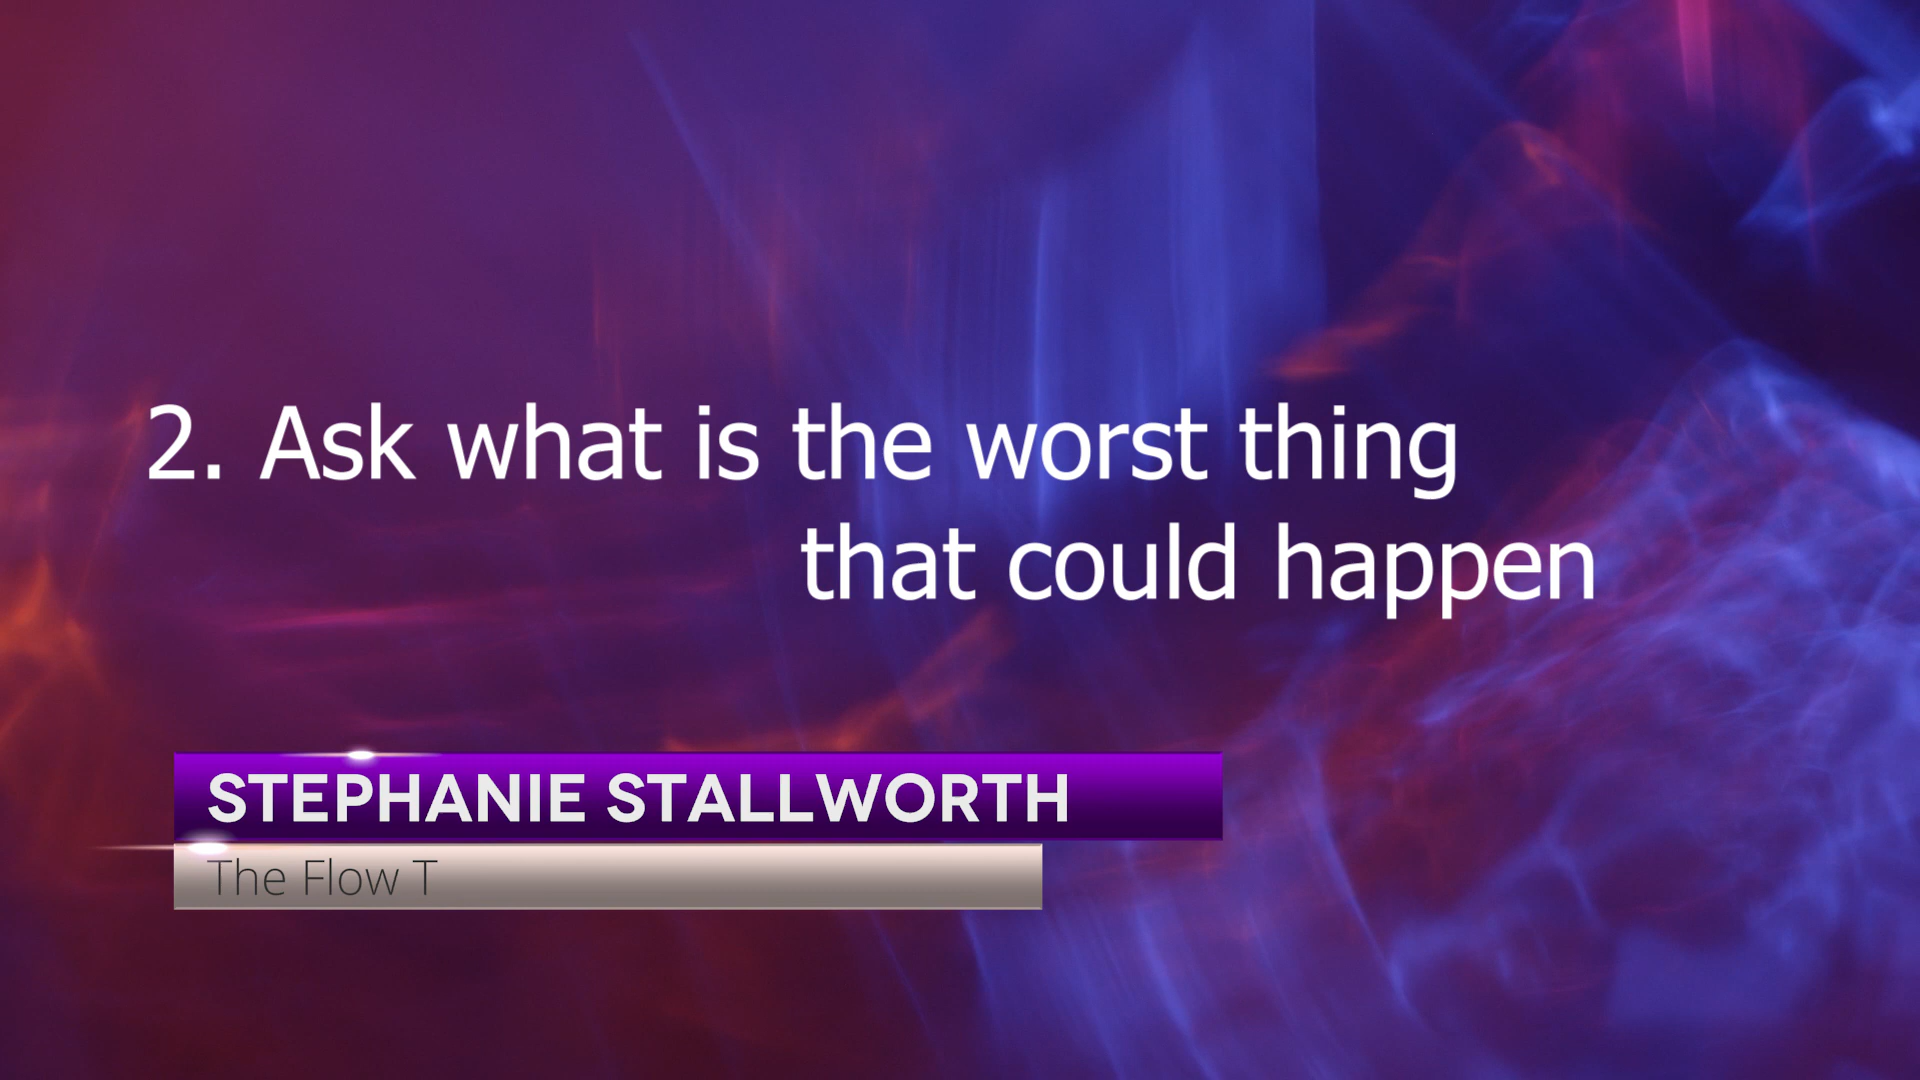 2. Ask what is the worst thing
that could happen
STEPHANIE STALLWORTH
The Flow T